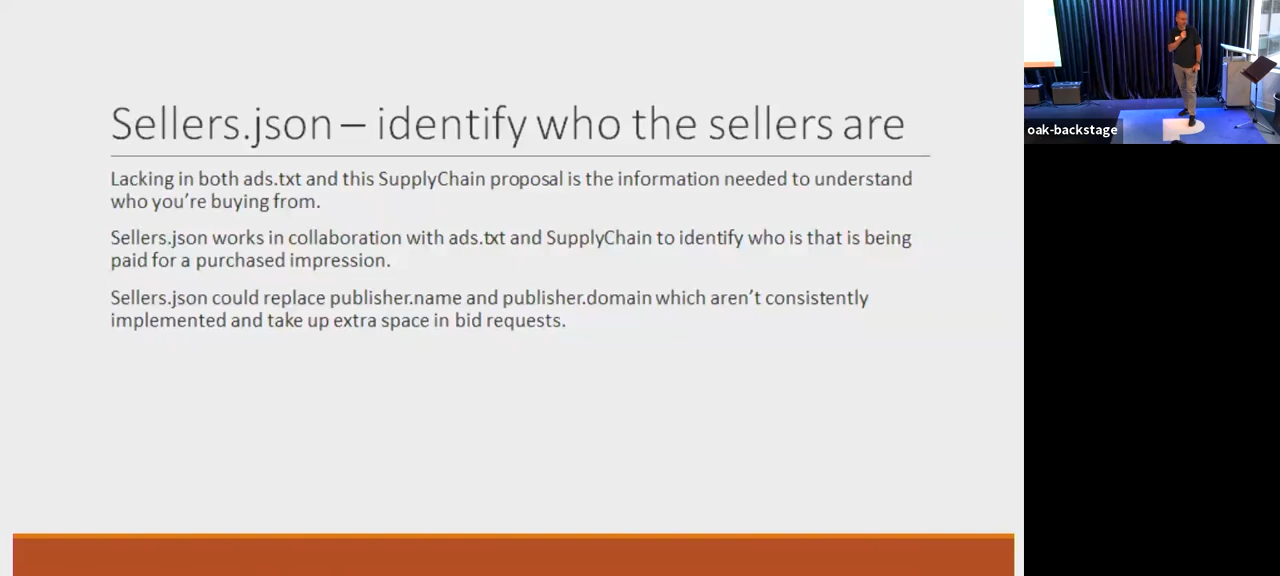 Sellers.json – identify who the sellers are
Lacking in both ads.txt and this SupplyChain proposal is the information needed to understand
who you’re buying from.
Sellers.json works in collaboration with ads.txt and SupplyChain to identify who is that is being
paid for a purchased impression.
Sellers.json could replace publisher.name and publisher.domain which aren’t consistently
implemented and take up extra space in bid requests.
oak-backstage